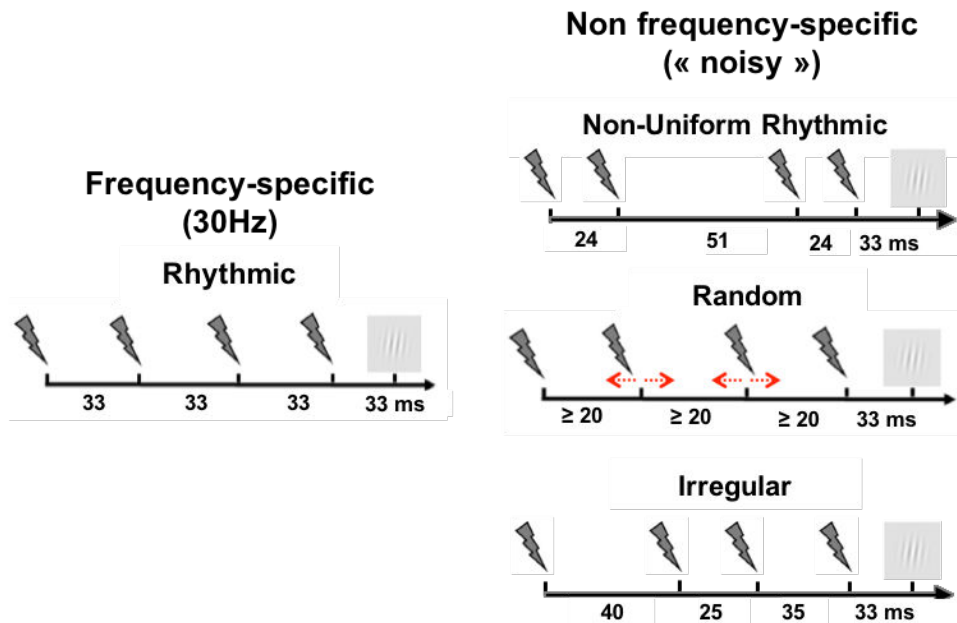 Frequency-specific
(30Hz)
Rhythmic
33 33 33 33 ms
Non frequency-specific
(« noisy »)
Non-Uniform Rhythmic
24 51 24 33 ms
Random
≥ 20 ≥ 20 ≥ 20 33 ms
Irregular
40 25 35 33 ms